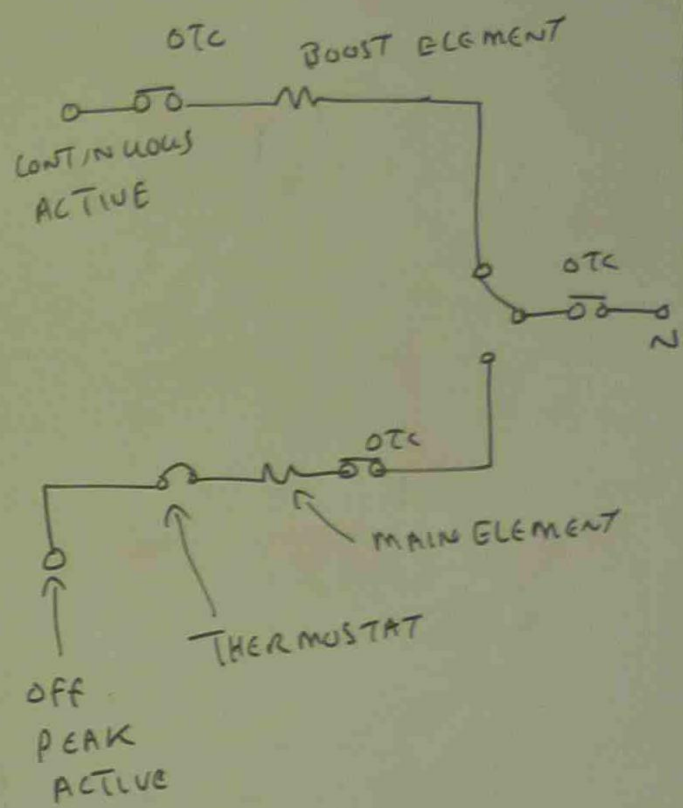 OTC
BOOST ELEMENT
CONTINUOUS
ACTIVE
OTC
N
OTC
MAIN ELEMENT
THERMOSTAT
OFF
PEAK
ACTIVE